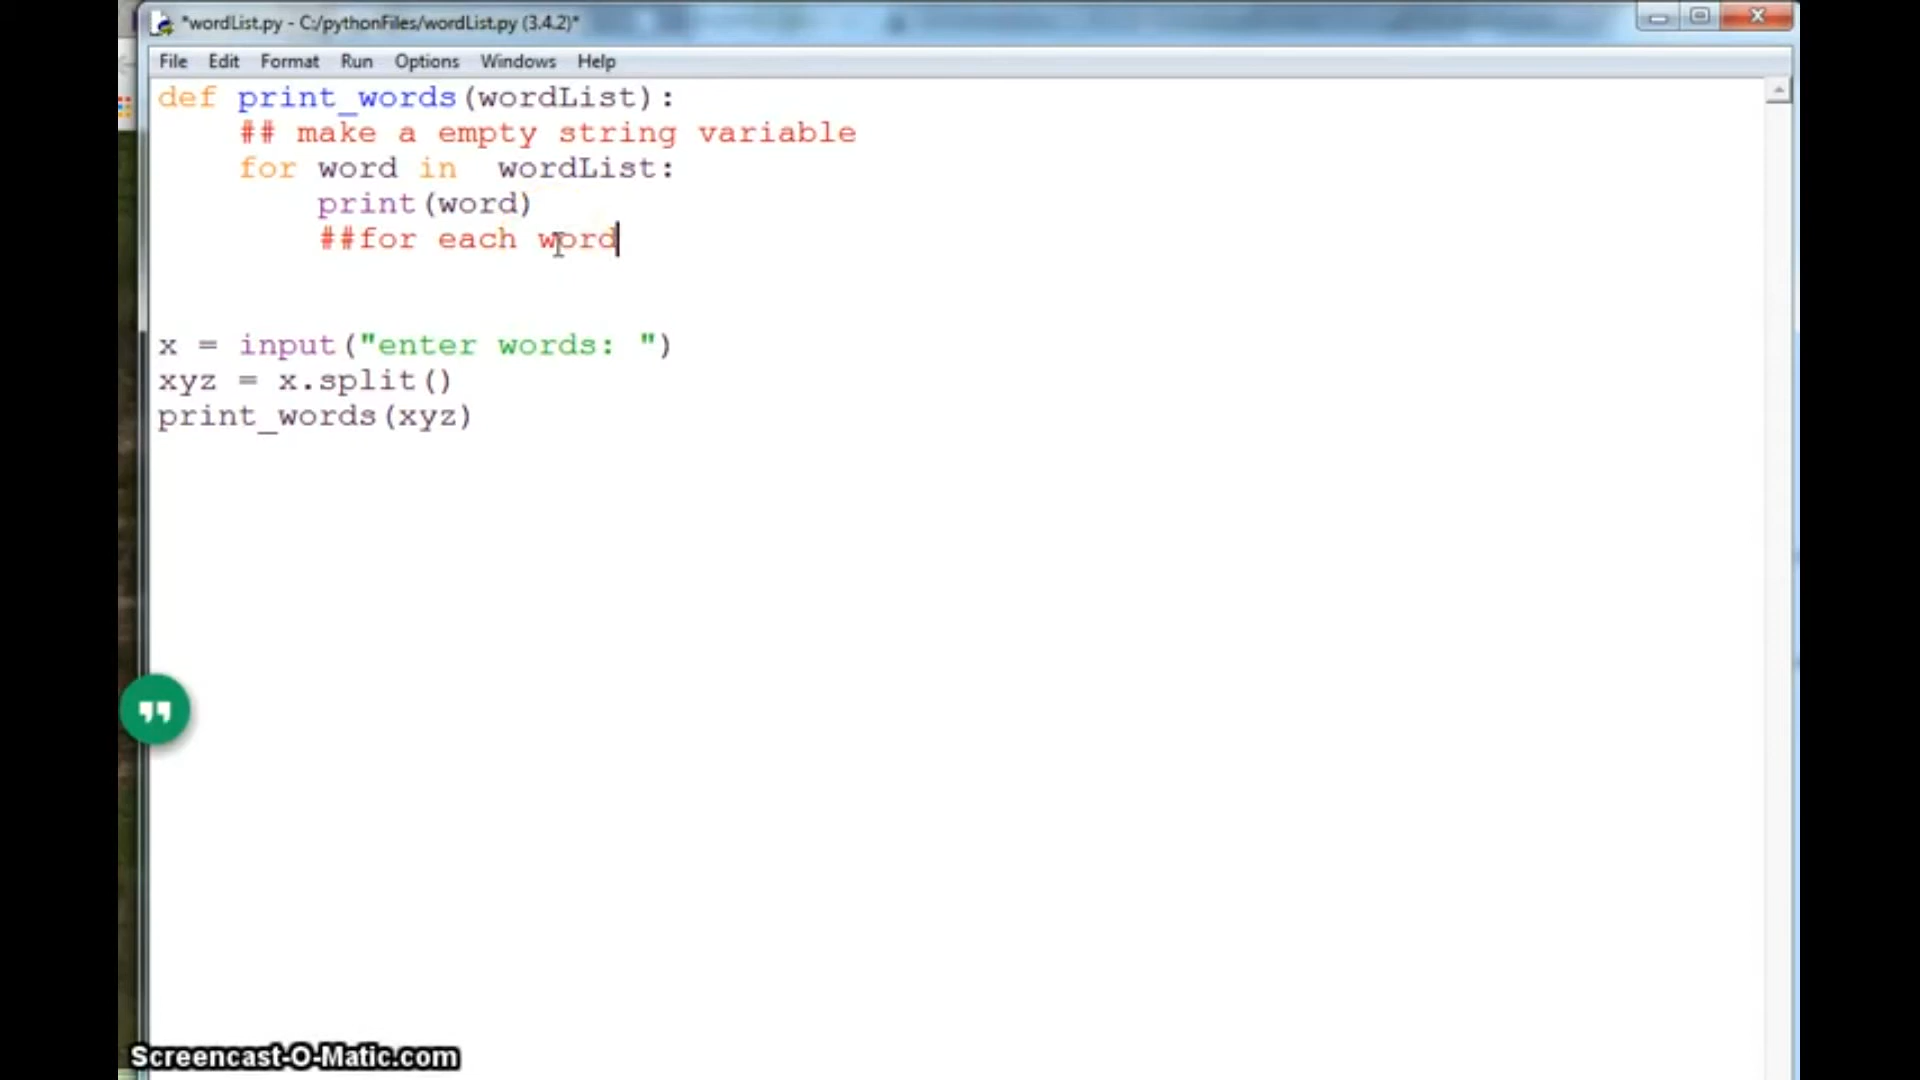 *wordList.py - C:/pythonFiles/wordList.py (3.4.2)*
File Edit Format Run Options Windows Help
def print_words(wordList):
    ## make a empty string variable
    for word in  wordList:
        print(word)
        ##for each word
x = input("enter words: ")
xyz = x.split()
print_words(xyz)
Screencast-O-Matic.com